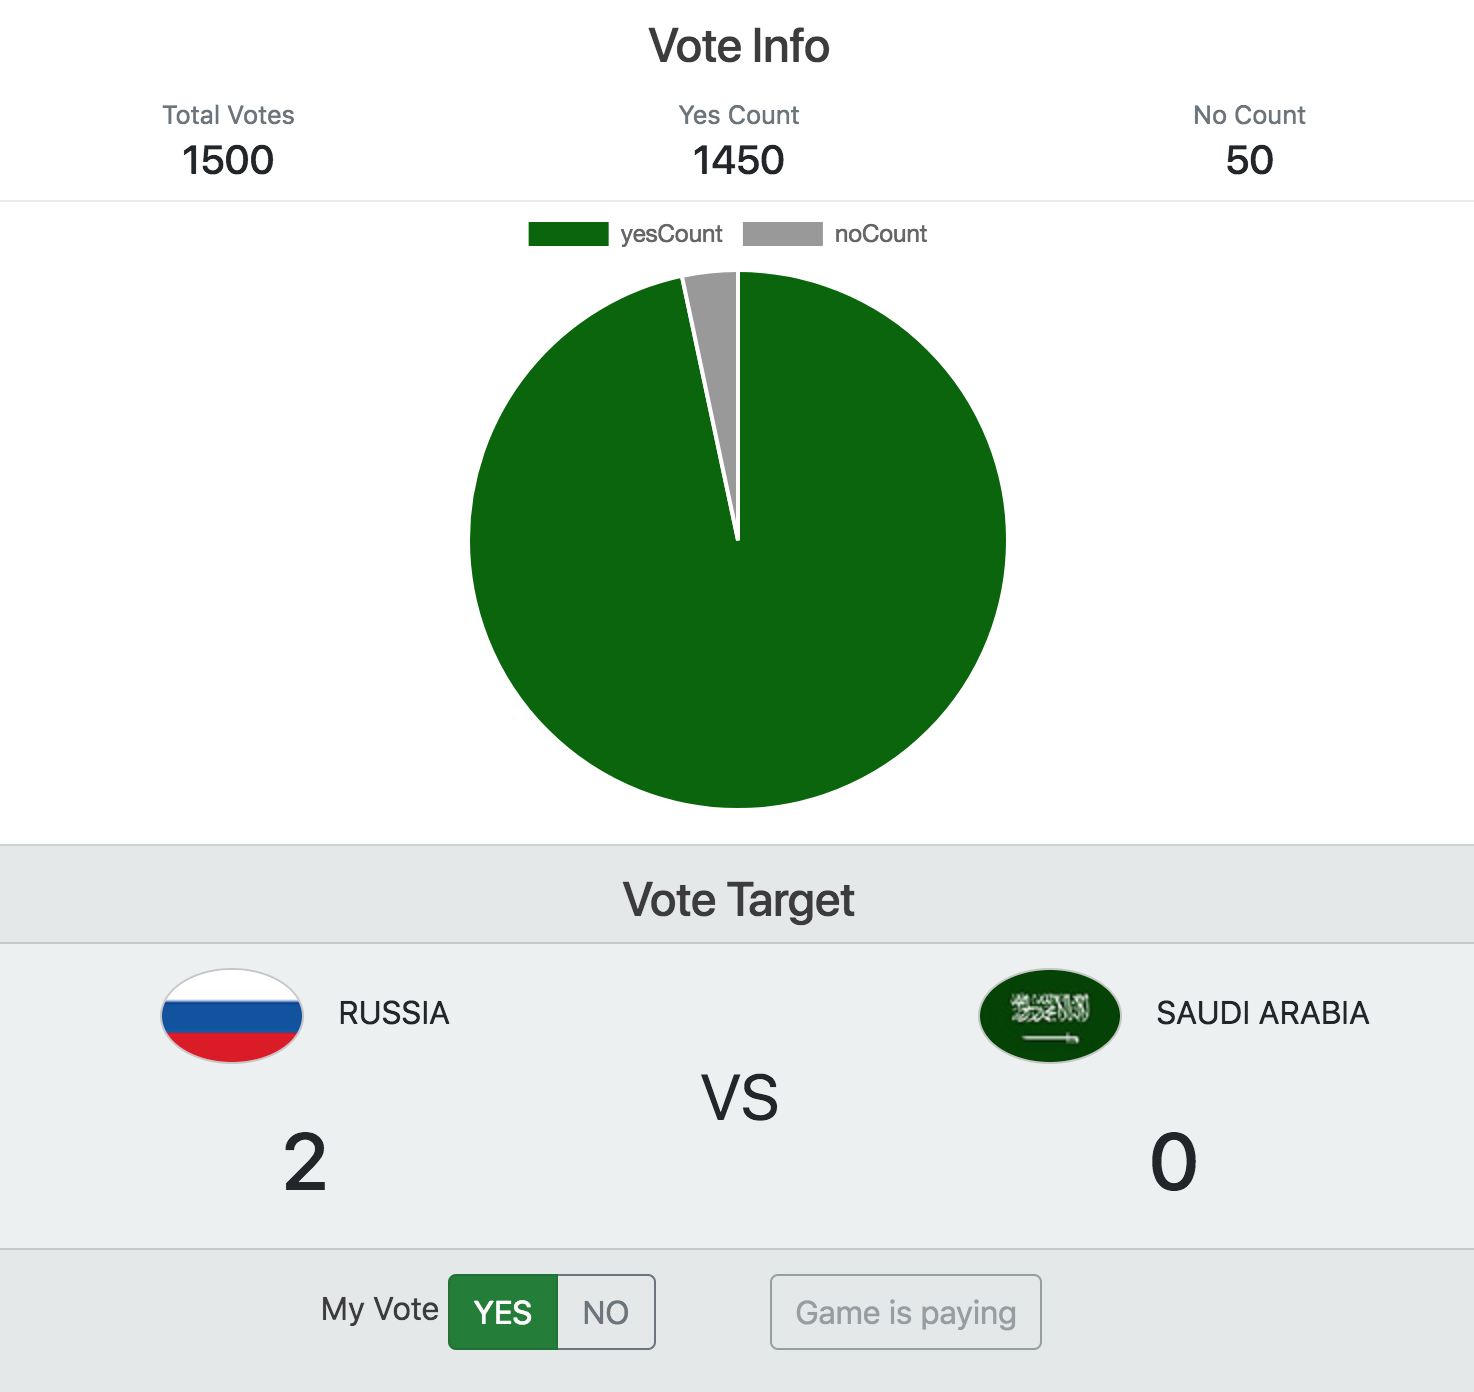 Vote Info
Total Votes Yes Count No Count
1500 1450 50
yesCount noCount
Vote Target
RUSSIA SAUDI ARABIA
VS
2 0
My Vote YES NO Game is paying